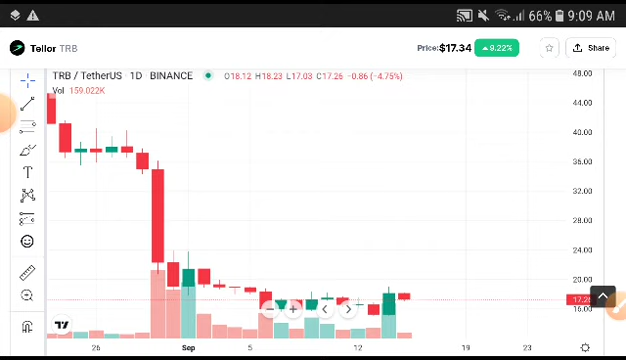 66% 9:09 AM
Tellor TRB
Price: $17.34 9.22% Share
TRB / TetherUS · 1D · BINANCE O18.12 H18.23 L17.03 C17.26 -0.86 (-4.75%)
Vol 159.022K
48.00
44.00
40.00
36.00
32.00
28.00
24.00
20.00
17.26
16.00
26 Sep 5 12 19 23